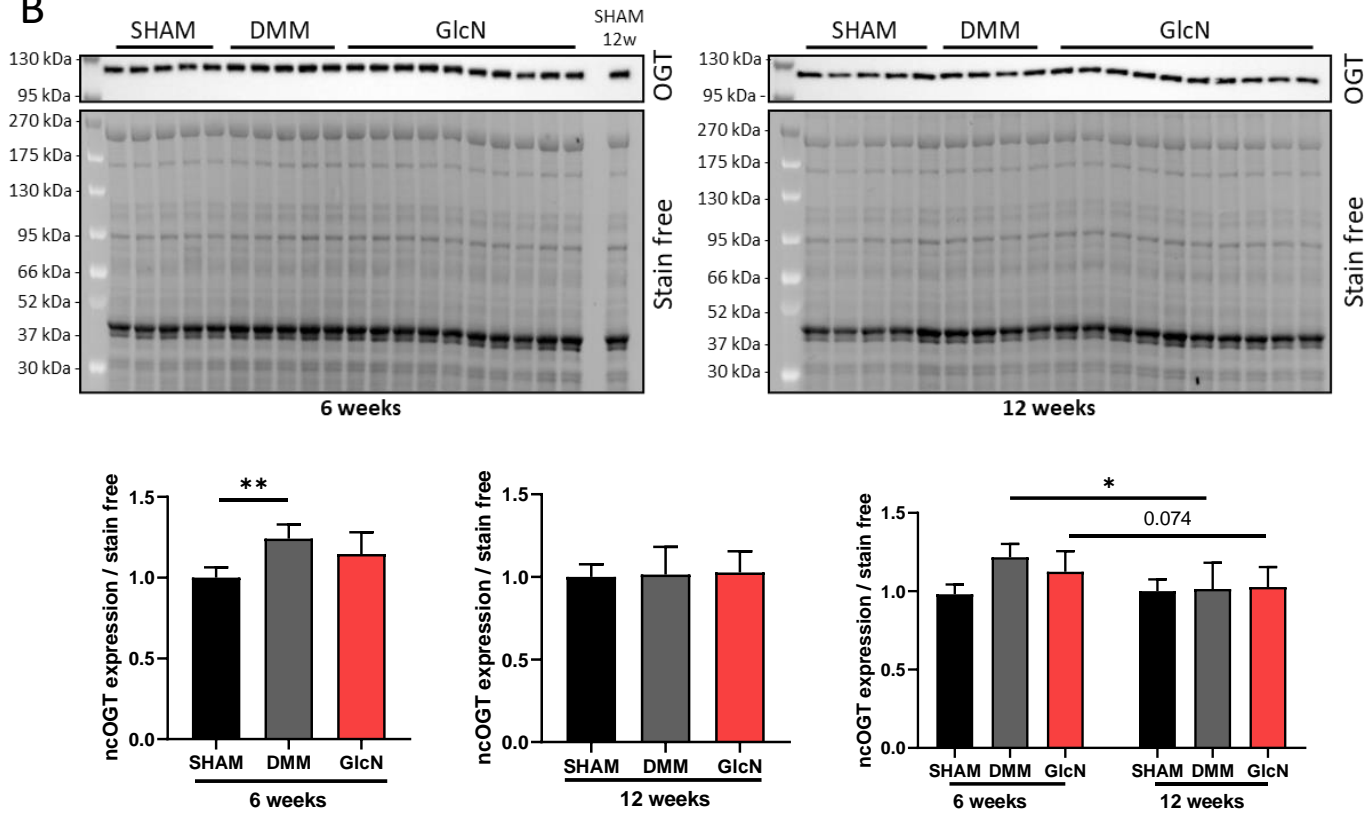 B
SHAM DMM GlcN SHAM 12w
130 kDa
95 kDa
OGT
270 kDa
175 kDa
130 kDa
95 kDa
66 kDa
52 kDa
37 kDa
30 kDa
Stain free
6 weeks
SHAM DMM GlcN
130 kDa
95 kDa
OGT
270 kDa
175 kDa
130 kDa
95 kDa
66 kDa
52 kDa
37 kDa
30 kDa
Stain free
12 weeks
ncOGT expression / stain free
1.5
1.0
0.5
0.0
**
SHAM DMM GlcN
6 weeks
ncOGT expression / stain free
1.5
1.0
0.5
0.0
SHAM DMM GlcN
12 weeks
ncOGT expression / stain free
1.5
1.0
0.5
0.0
*
0.074
SHAM DMM GlcN SHAM DMM GlcN
6 weeks 12 weeks